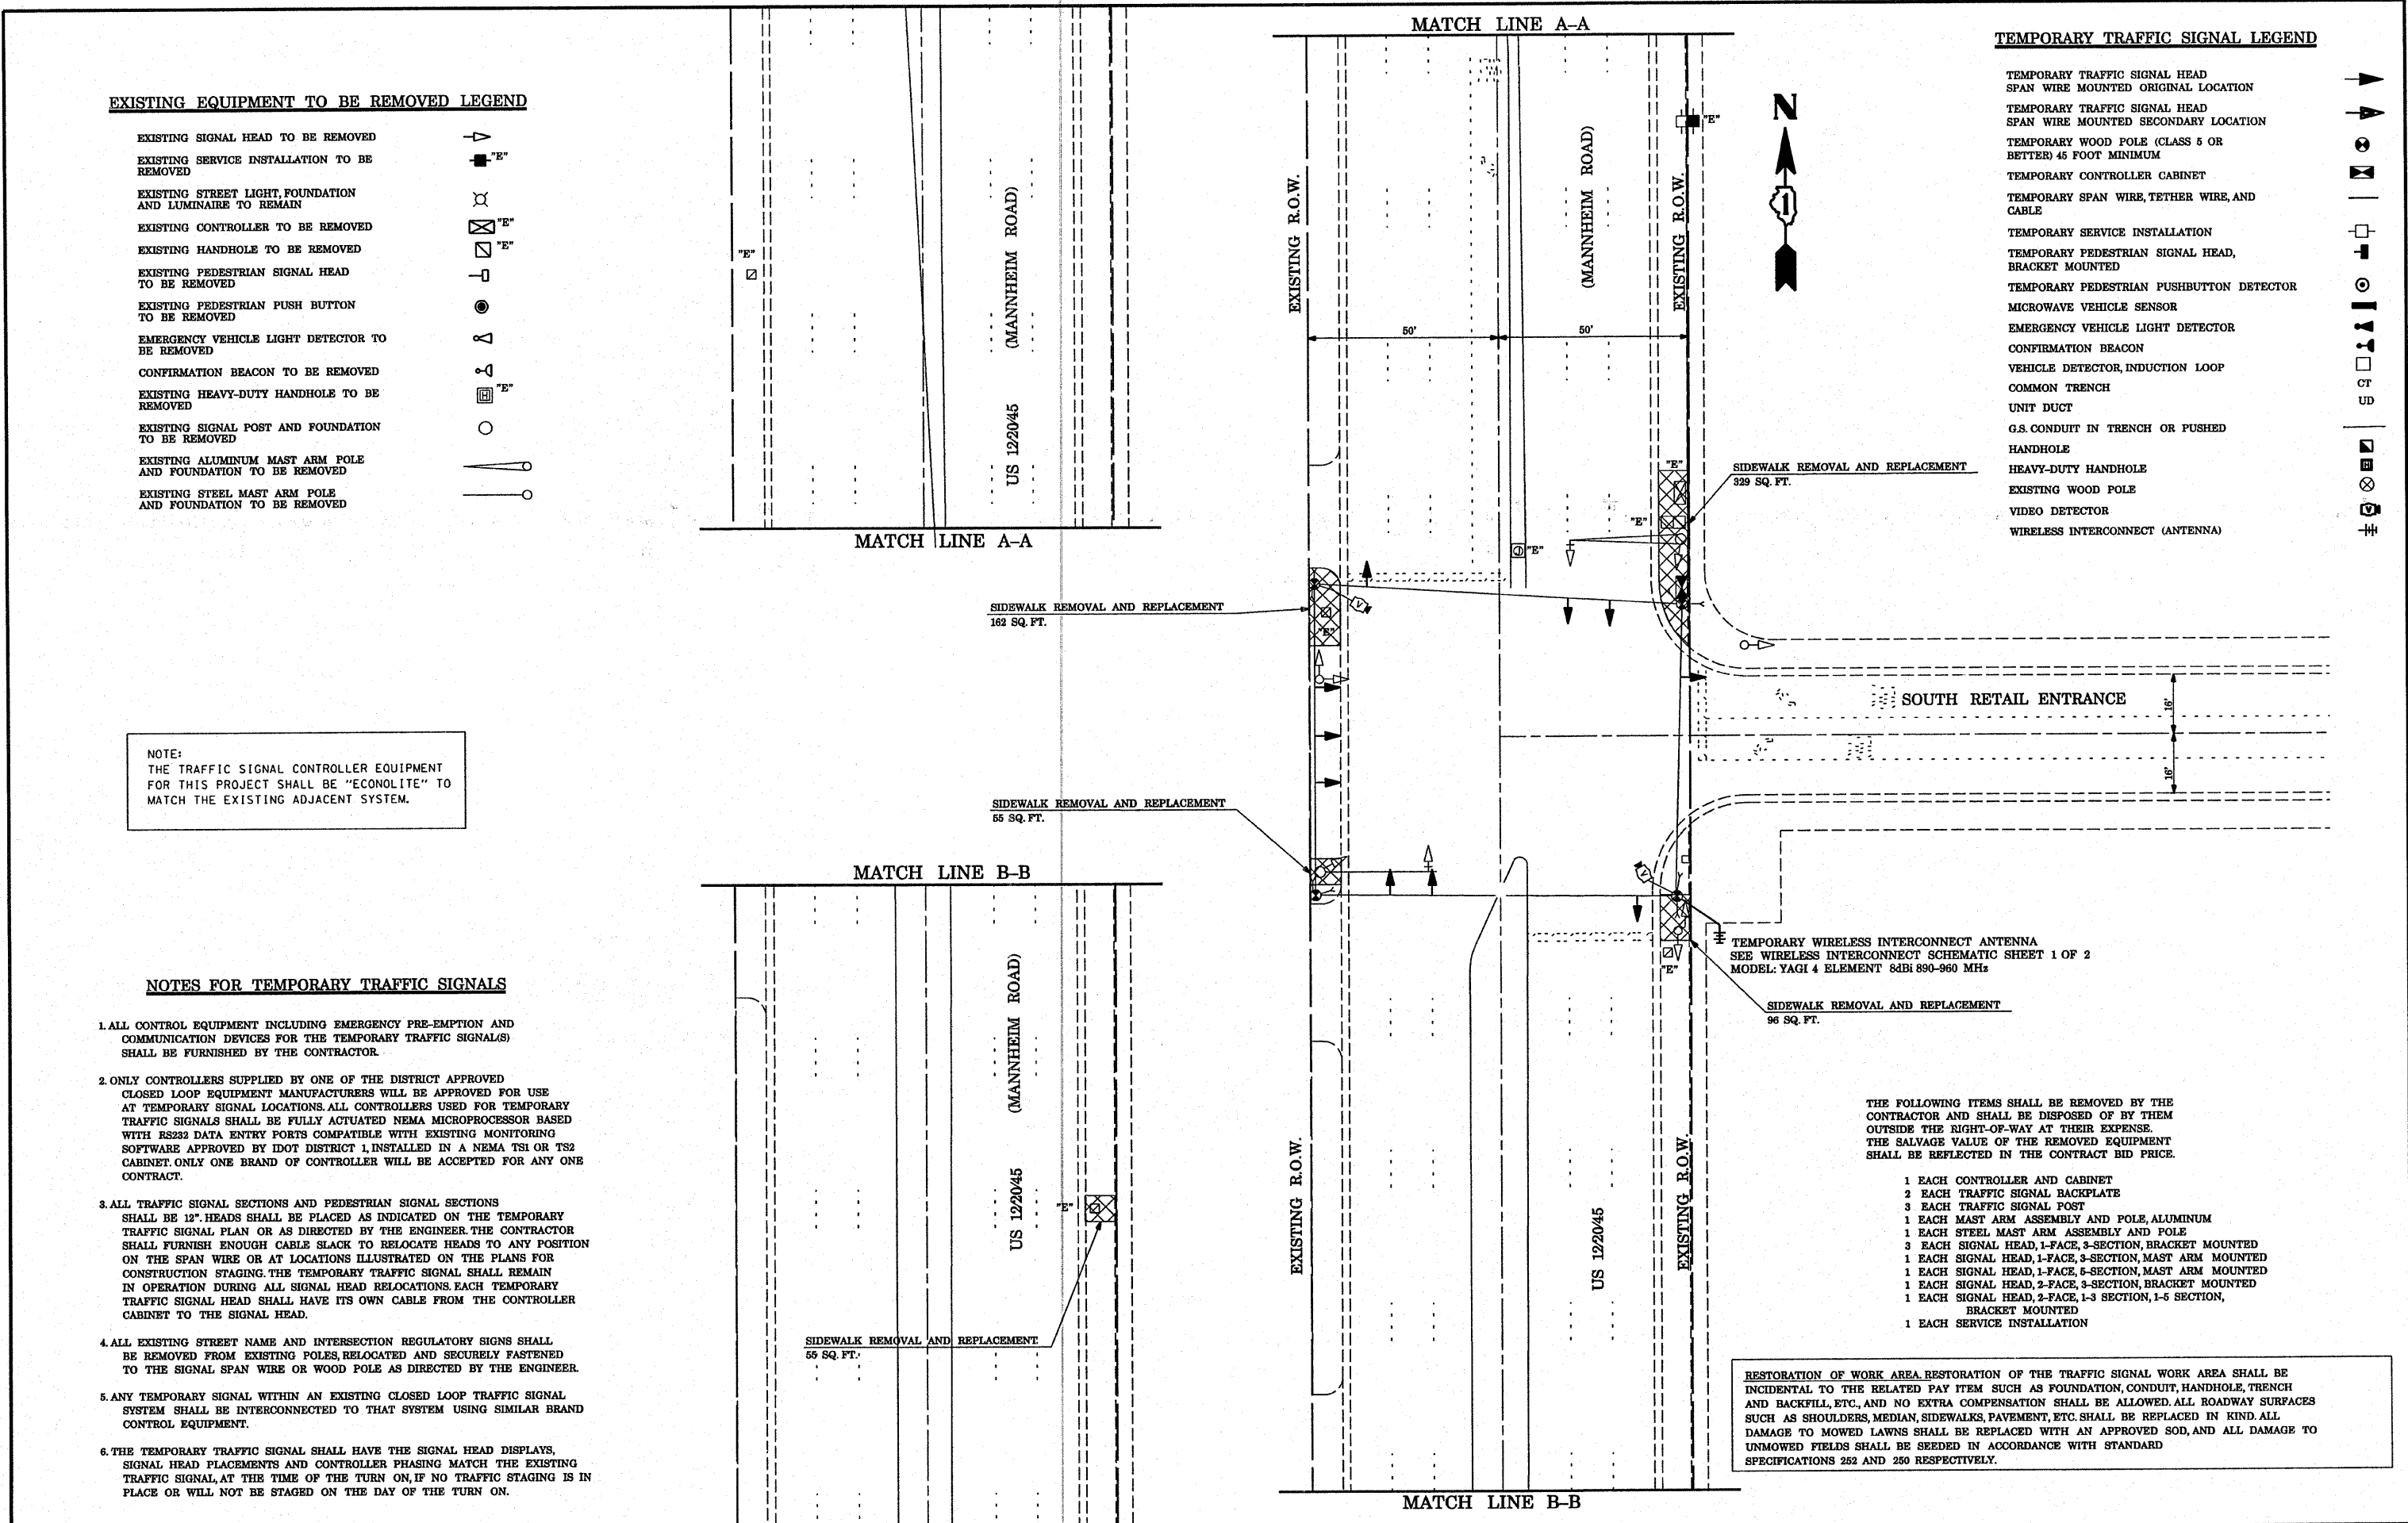 EXISTING EQUIPMENT TO BE REMOVED LEGEND
EXISTING SIGNAL HEAD TO BE REMOVED
EXISTING SERVICE INSTALLATION TO BE
REMOVED
"E"
EXISTING STREET LIGHT, FOUNDATION
AND LUMINAIRE TO REMAIN
EXISTING CONTROLLER TO BE REMOVED
"E"
EXISTING HANDHOLE TO BE REMOVED
"E"
EXISTING PEDESTRIAN SIGNAL HEAD
TO BE REMOVED
EXISTING PEDESTRIAN PUSH BUTTON
TO BE REMOVED
EMERGENCY VEHICLE LIGHT DETECTOR TO
BE REMOVED
CONFIRMATION BEACON TO BE REMOVED
EXISTING HEAVY-DUTY HANDHOLE TO BE
REMOVED
H "E"
EXISTING SIGNAL POST AND FOUNDATION
TO BE REMOVED
EXISTING ALUMINUM MAST ARM POLE
AND FOUNDATION TO BE REMOVED
EXISTING STEEL MAST ARM POLE
AND FOUNDATION TO BE REMOVED
NOTE:
THE TRAFFIC SIGNAL CONTROLLER EQUIPMENT
FOR THIS PROJECT SHALL BE "ECONOLITE" TO
MATCH THE EXISTING ADJACENT SYSTEM.
NOTES FOR TEMPORARY TRAFFIC SIGNALS
1. ALL CONTROL EQUIPMENT INCLUDING EMERGENCY PRE-EMPTION AND
COMMUNICATION DEVICES FOR THE TEMPORARY TRAFFIC SIGNAL(S)
SHALL BE FURNISHED BY THE CONTRACTOR.
2. ONLY CONTROLLERS SUPPLIED BY ONE OF THE DISTRICT APPROVED
CLOSED LOOP EQUIPMENT MANUFACTURERS WILL BE APPROVED FOR USE
AT TEMPORARY SIGNAL LOCATIONS. ALL CONTROLLERS USED FOR TEMPORARY
TRAFFIC SIGNALS SHALL BE FULLY ACTUATED NEMA MICROPROCESSOR BASED
WITH RS232 DATA ENTRY PORTS COMPATIBLE WITH EXISTING MONITORING
SOFTWARE APPROVED BY IDOT DISTRICT 1, INSTALLED IN A NEMA TS1 OR TS2
CABINET. ONLY ONE BRAND OF CONTROLLER WILL BE ACCEPTED FOR ANY ONE
CONTRACT.
3. ALL TRAFFIC SIGNAL SECTIONS AND PEDESTRIAN SIGNAL SECTIONS
SHALL BE 12". HEADS SHALL BE PLACED AS INDICATED ON THE TEMPORARY
TRAFFIC SIGNAL PLAN OR AS DIRECTED BY THE ENGINEER. THE CONTRACTOR
SHALL FURNISH ENOUGH CABLE SLACK TO RELOCATE HEADS TO ANY POSITION
ON THE SPAN WIRE OR AT LOCATIONS ILLUSTRATED ON THE PLANS FOR
CONSTRUCTION STAGING. THE TEMPORARY TRAFFIC SIGNAL SHALL REMAIN
IN OPERATION DURING ALL SIGNAL HEAD RELOCATIONS. EACH TEMPORARY
TRAFFIC SIGNAL HEAD SHALL HAVE ITS OWN CABLE FROM THE CONTROLLER
CABINET TO THE SIGNAL HEAD.
4. ALL EXISTING STREET NAME AND INTERSECTION REGULATORY SIGNS SHALL
BE REMOVED FROM EXISTING POLES, RELOCATED AND SECURELY FASTENED
TO THE SIGNAL SPAN WIRE OR WOOD POLE AS DIRECTED BY THE ENGINEER.
5. ANY TEMPORARY SIGNAL WITHIN AN EXISTING CLOSED LOOP TRAFFIC SIGNAL
SYSTEM SHALL BE INTERCONNECTED TO THAT SYSTEM USING SIMILAR BRAND
CONTROL EQUIPMENT.
6. THE TEMPORARY TRAFFIC SIGNAL SHALL HAVE THE SIGNAL HEAD DISPLAYS,
SIGNAL HEAD PLACEMENTS AND CONTROLLER PHASING MATCH THE EXISTING
TRAFFIC SIGNAL, AT THE TIME OF THE TURN ON, IF NO TRAFFIC STAGING IS IN
PLACE OR WILL NOT BE STAGED ON THE DAY OF THE TURN ON.
"E"
(MANNHEIM ROAD)
US 12/20/45
MATCH LINE A-A
MATCH LINE B-B
(MANNHEIM ROAD)
US 12/20/45
"E"
SIDEWALK REMOVAL AND REPLACEMENT
55 SQ. FT.
MATCH LINE A-A
EXISTING R.O.W.
(MANNHEIM ROAD)
EXISTING R.O.W.
"E"
N
1
50'
50'
"E"
SIDEWALK REMOVAL AND REPLACEMENT
329 SQ. FT.
"E"
"E"
SIDEWALK REMOVAL AND REPLACEMENT
162 SQ. FT.
"E"
V
SOUTH RETAIL ENTRANCE
16'
16'
SIDEWALK REMOVAL AND REPLACEMENT
55 SQ. FT.
V
"E"
TEMPORARY WIRELESS INTERCONNECT ANTENNA
SEE WIRELESS INTERCONNECT SCHEMATIC SHEET 1 OF 2
MODEL: YAGI 4 ELEMENT 8dBi 890-960 MHz
SIDEWALK REMOVAL AND REPLACEMENT
96 SQ. FT.
EXISTING R.O.W.
US 12/20/45
EXISTING R.O.W.
MATCH LINE B-B
TEMPORARY TRAFFIC SIGNAL LEGEND
TEMPORARY TRAFFIC SIGNAL HEAD
SPAN WIRE MOUNTED ORIGINAL LOCATION
TEMPORARY TRAFFIC SIGNAL HEAD
SPAN WIRE MOUNTED SECONDARY LOCATION
TEMPORARY WOOD POLE (CLASS 5 OR
BETTER) 45 FOOT MINIMUM
TEMPORARY CONTROLLER CABINET
TEMPORARY SPAN WIRE, TETHER WIRE, AND
CABLE
TEMPORARY SERVICE INSTALLATION
TEMPORARY PEDESTRIAN SIGNAL HEAD,
BRACKET MOUNTED
TEMPORARY PEDESTRIAN PUSHBUTTON DETECTOR
MICROWAVE VEHICLE SENSOR
EMERGENCY VEHICLE LIGHT DETECTOR
CONFIRMATION BEACON
VEHICLE DETECTOR, INDUCTION LOOP
COMMON TRENCH CT
UNIT DUCT UD
G.S. CONDUIT IN TRENCH OR PUSHED
HANDHOLE
HEAVY-DUTY HANDHOLE H
EXISTING WOOD POLE
VIDEO DETECTOR V
WIRELESS INTERCONNECT (ANTENNA)
THE FOLLOWING ITEMS SHALL BE REMOVED BY THE
CONTRACTOR AND SHALL BE DISPOSED OF BY THEM
OUTSIDE THE RIGHT-OF-WAY AT THEIR EXPENSE.
THE SALVAGE VALUE OF THE REMOVED EQUIPMENT
SHALL BE REFLECTED IN THE CONTRACT BID PRICE.
1 EACH CONTROLLER AND CABINET
2 EACH TRAFFIC SIGNAL BACKPLATE
3 EACH TRAFFIC SIGNAL POST
1 EACH MAST ARM ASSEMBLY AND POLE, ALUMINUM
1 EACH STEEL MAST ARM ASSEMBLY AND POLE
3 EACH SIGNAL HEAD, 1-FACE, 3-SECTION, BRACKET MOUNTED
1 EACH SIGNAL HEAD, 1-FACE, 3-SECTION, MAST ARM MOUNTED
1 EACH SIGNAL HEAD, 1-FACE, 5-SECTION, MAST ARM MOUNTED
1 EACH SIGNAL HEAD, 2-FACE, 3-SECTION, BRACKET MOUNTED
1 EACH SIGNAL HEAD, 2-FACE, 1-3 SECTION, 1-5 SECTION,
BRACKET MOUNTED
1 EACH SERVICE INSTALLATION
RESTORATION OF WORK AREA. RESTORATION OF THE TRAFFIC SIGNAL WORK AREA SHALL BE
INCIDENTAL TO THE RELATED PAY ITEM SUCH AS FOUNDATION, CONDUIT, HANDHOLE, TRENCH
AND BACKFILL, ETC., AND NO EXTRA COMPENSATION SHALL BE ALLOWED. ALL ROADWAY SURFACES
SUCH AS SHOULDERS, MEDIAN, SIDEWALKS, PAVEMENT, ETC. SHALL BE REPLACED IN KIND. ALL
DAMAGE TO MOWED LAWNS SHALL BE REPLACED WITH AN APPROVED SOD, AND ALL DAMAGE TO
UNMOWED FIELDS SHALL BE SEEDED IN ACCORDANCE WITH STANDARD
SPECIFICATIONS 252 AND 250 RESPECTIVELY.